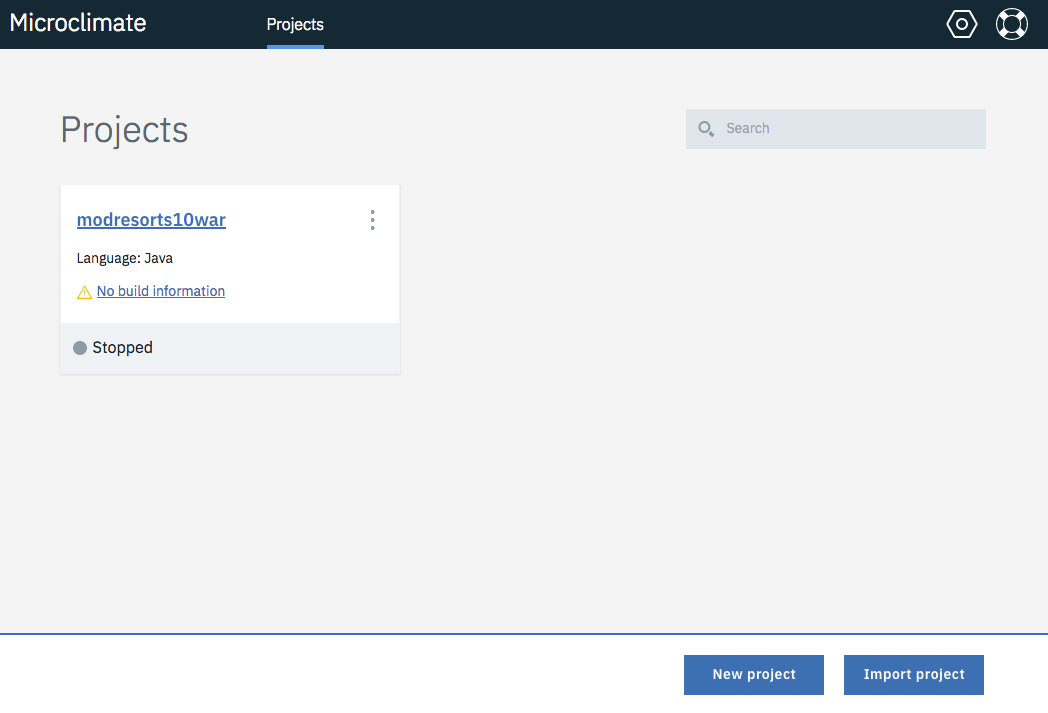 Microclimate
Projects
Projects
Search
modresorts10war
Language: Java
No build information
Stopped
New project
Import project